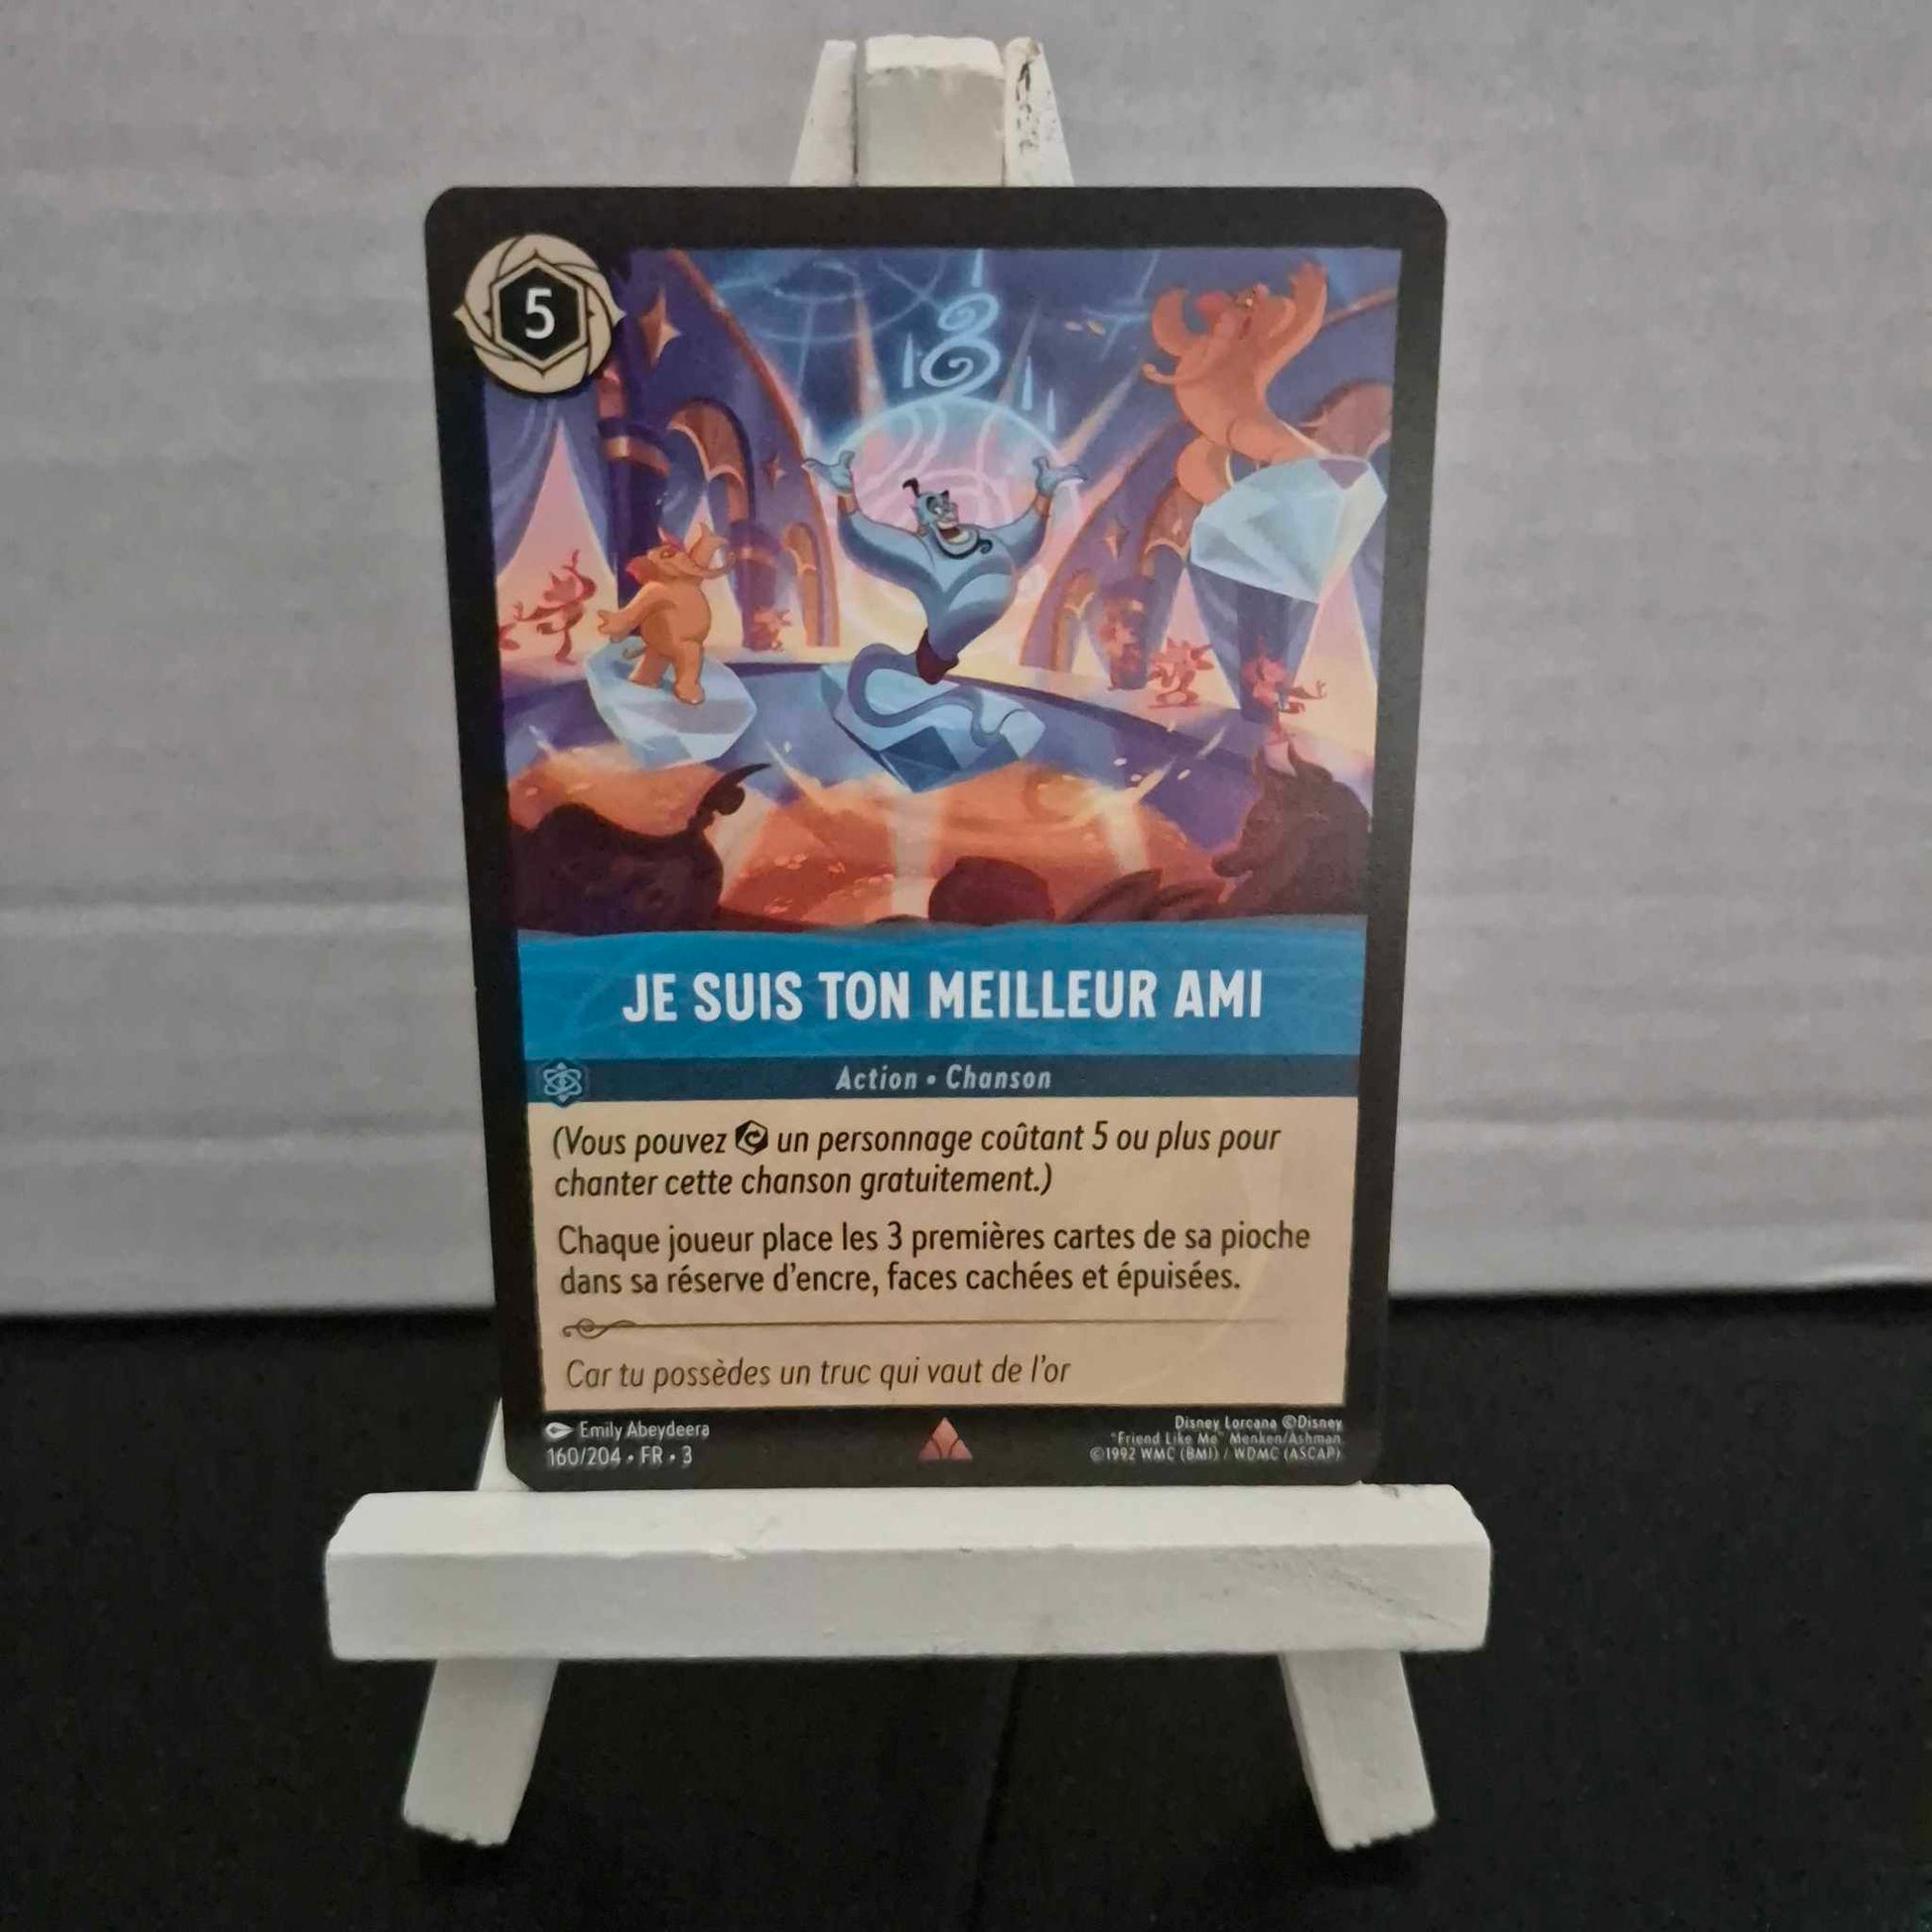 5
JE SUIS TON MEILLEUR AMI
Action • Chanson
(Vous pouvez un personnage coûtant 5 ou plus pour
chanter cette chanson gratuitement.)
Chaque joueur place les 3 premières cartes de sa pioche
dans sa réserve d'encre, faces cachées et épuisées.
Car tu possèdes un truc qui vaut de l'or
Emily Abeydeera
160/204 • FR • 3
Disney Lorcana ©Disney
"Friend Like Me" Menken/Ashman
©1992 WMC (BMI) / WDMC (ASCAP)